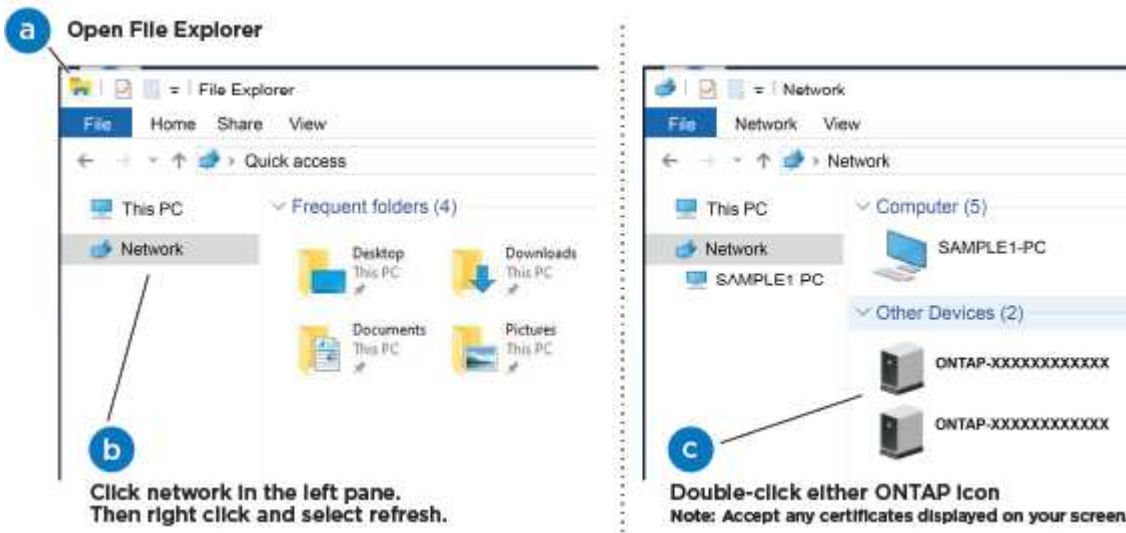 a Open File Explorer
File Explorer
File Home Share View
Quick access
This PC
Network
Frequent folders (4)
Desktop
This PC
Downloads
This PC
Documents
This PC
Pictures
This PC
b
Click network in the left pane.
Then right click and select refresh.
Network
File Network View
Network
This PC
Network
SAMPLE1 PC
Computer (5)
SAMPLE1-PC
Other Devices (2)
ONTAP-XXXXXXXXXXXX
ONTAP-XXXXXXXXXXXX
c
Double-click either ONTAP icon
Note: Accept any certificates displayed on your screen